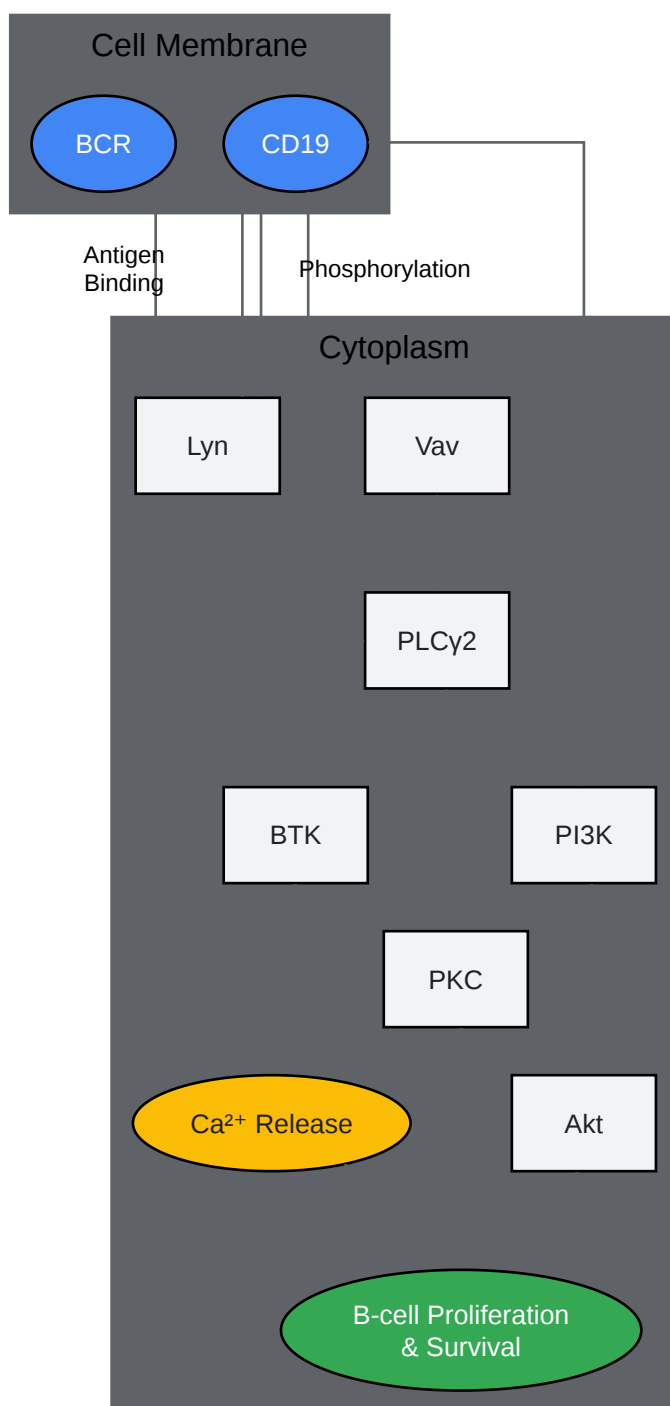 Cell Membrane
BCR
CD19
Antigen
Binding
Phosphorylation
Cytoplasm
Lyn
Vav
PLCγ2
BTK
PI3K
PKC
Ca²⁺ Release
Akt
B-cell Proliferation
& Survival